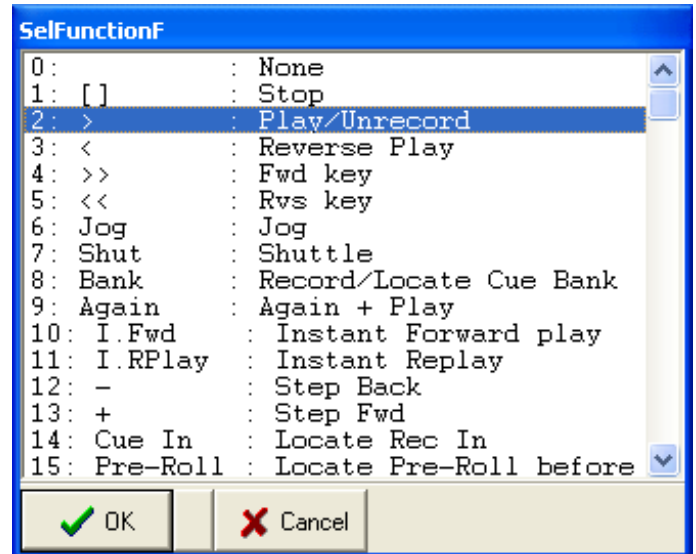 SelFunctionF
0: : None
1: [] : Stop
2: > : Play/Unrecord
3: < : Reverse Play
4: >> : Fwd key
5: << : Rvs key
6: Jog : Jog
7: Shut : Shuttle
8: Bank : Record/Locate Cue Bank
9: Again : Again + Play
10: I.Fwd : Instant Forward play
11: I.RPlay : Instant Replay
12: - : Step Back
13: + : Step Fwd
14: Cue In : Locate Rec In
15: Pre-Roll : Locate Pre-Roll before
OK Cancel